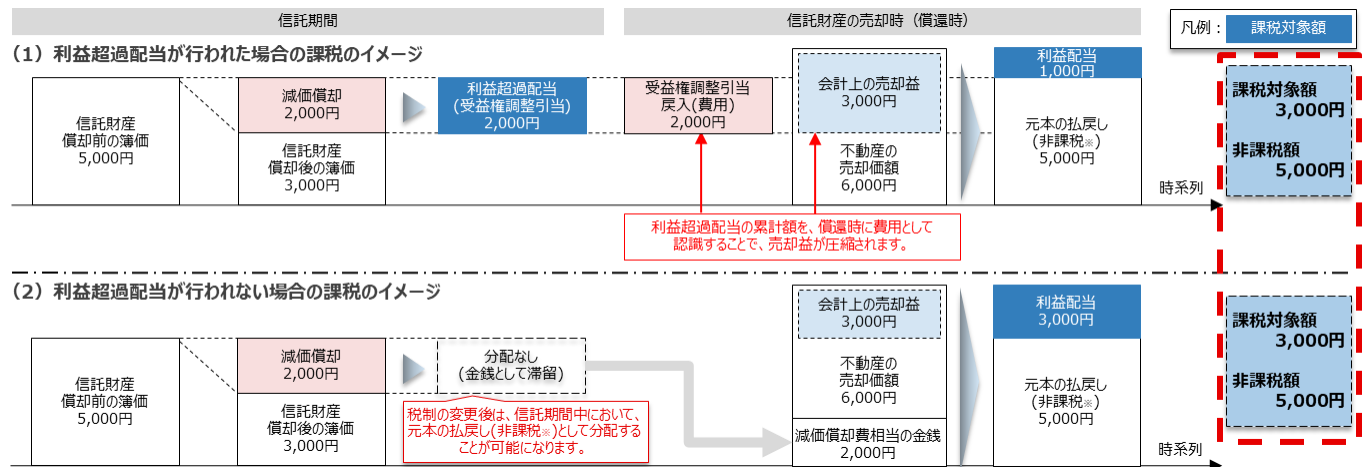 信託期間
信託財産の売却時（償還時）
凡例：
課税対象額
（1）利益超過配当が行われた場合の課税のイメージ
信託財産
償却前の簿価
5,000円
減価償却
2,000円
信託財産
償却後の簿価
3,000円
利益超過配当
(受益権調整引当)
2,000円
受益権調整引当
戻入(費用)
2,000円
会計上の売却益
3,000円
不動産の
売却価額
6,000円
利益配当
1,000円
元本の払戻し
(非課税※)
5,000円
時系列
課税対象額
3,000円
非課税額
5,000円
利益超過配当の累計額を、償還時に費用として
認識することで、売却益が圧縮されます。
（2）利益超過配当が行われない場合の課税のイメージ
信託財産
償却前の簿価
5,000円
減価償却
2,000円
信託財産
償却後の簿価
3,000円
分配なし
(金銭として滞留)
税制の変更後は、信託期間中において、
元本の払戻し(非課税※)として分配する
ことが可能になります。
会計上の売却益
3,000円
不動産の
売却価額
6,000円
減価償却費相当の金銭
2,000円
利益配当
3,000円
元本の払戻し
(非課税※)
5,000円
時系列
課税対象額
3,000円
非課税額
5,000円